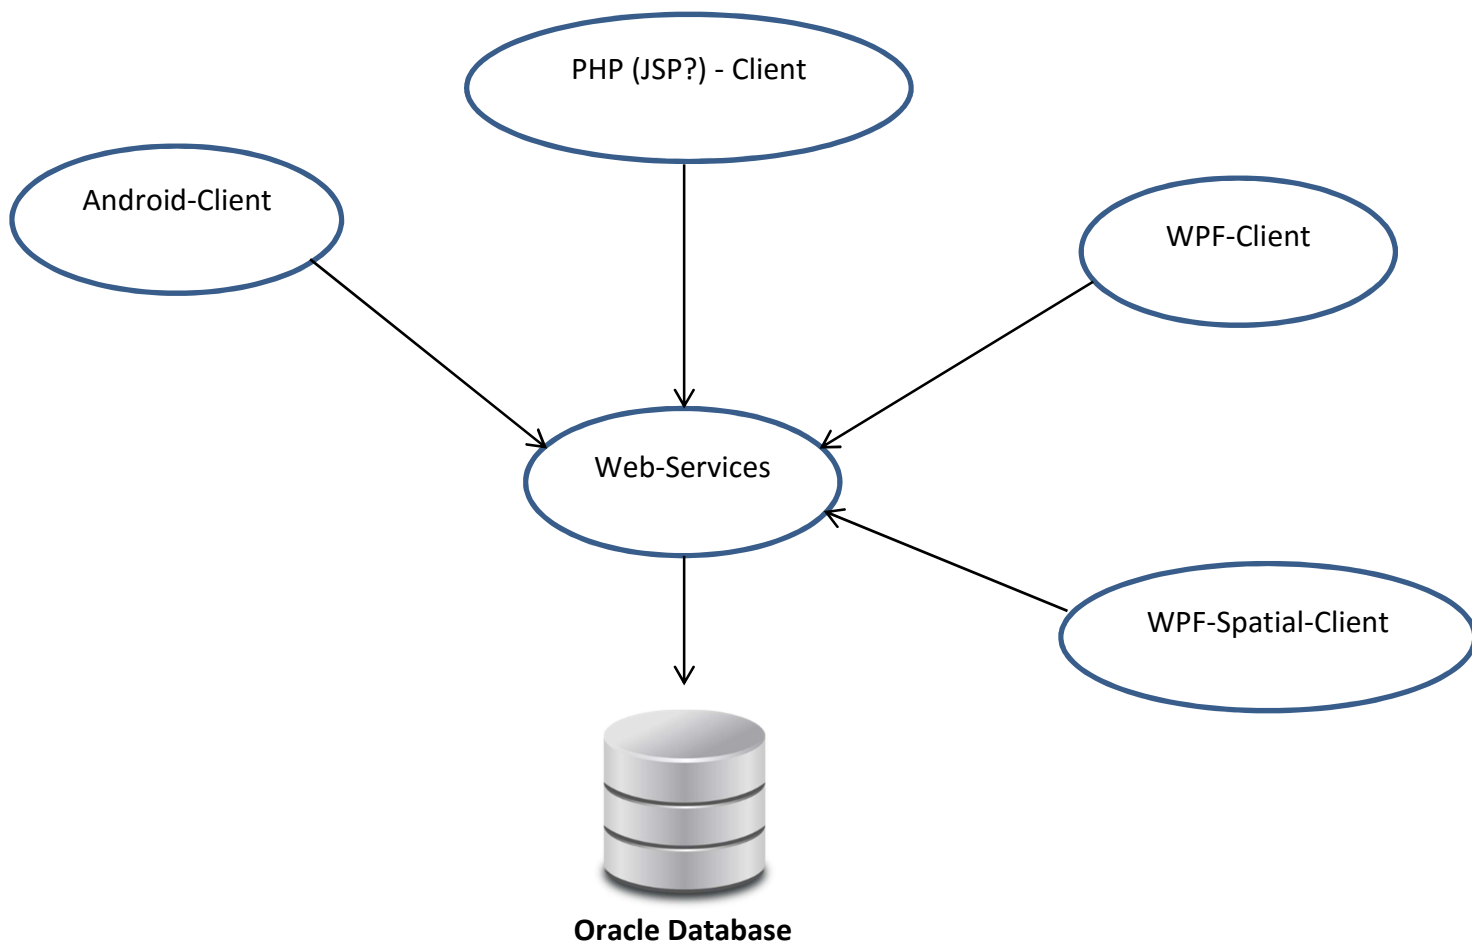 PHP (JSP?) - Client
Android-Client
WPF-Client
Web-Services
WPF-Spatial-Client
Oracle Database